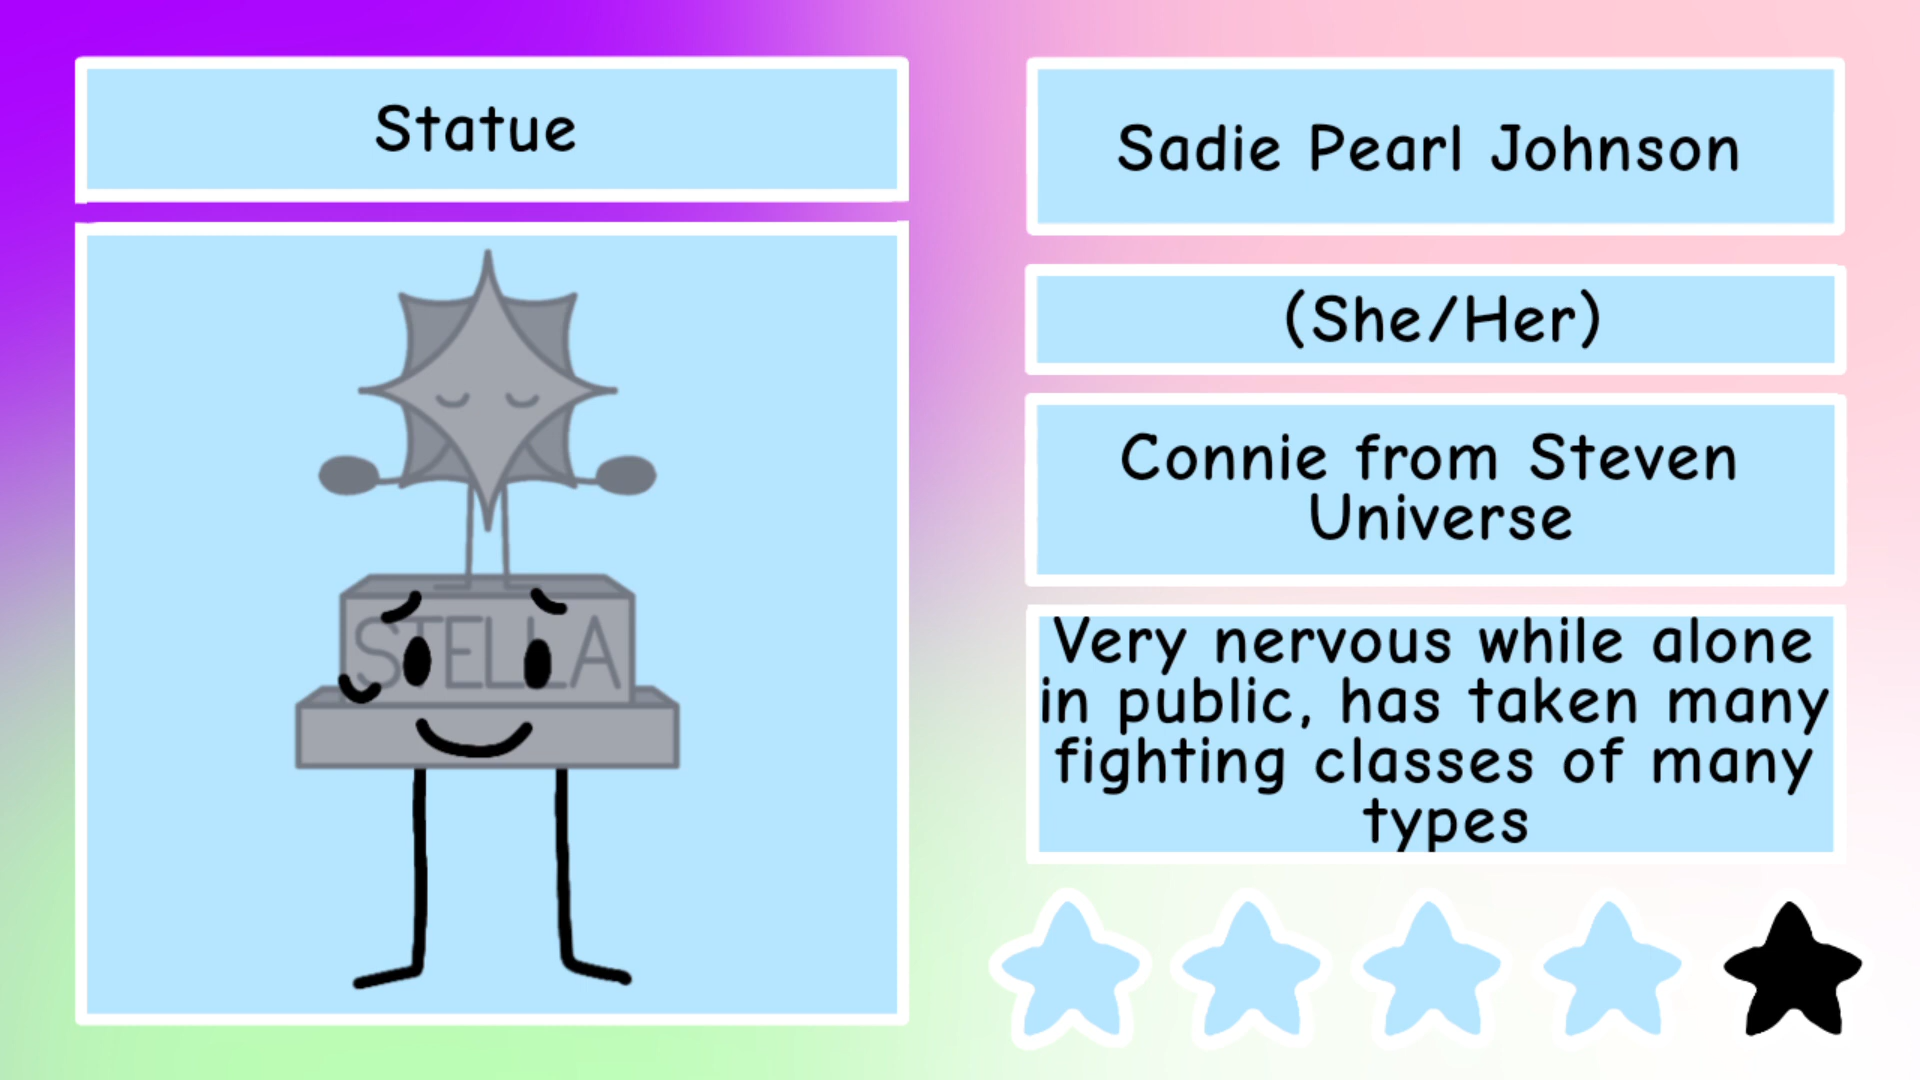 Statue
STELLA
Sadie Pearl Johnson
(She/Her)
Connie from Steven
Universe
Very nervous while alone
in public, has taken many
fighting classes of many
types